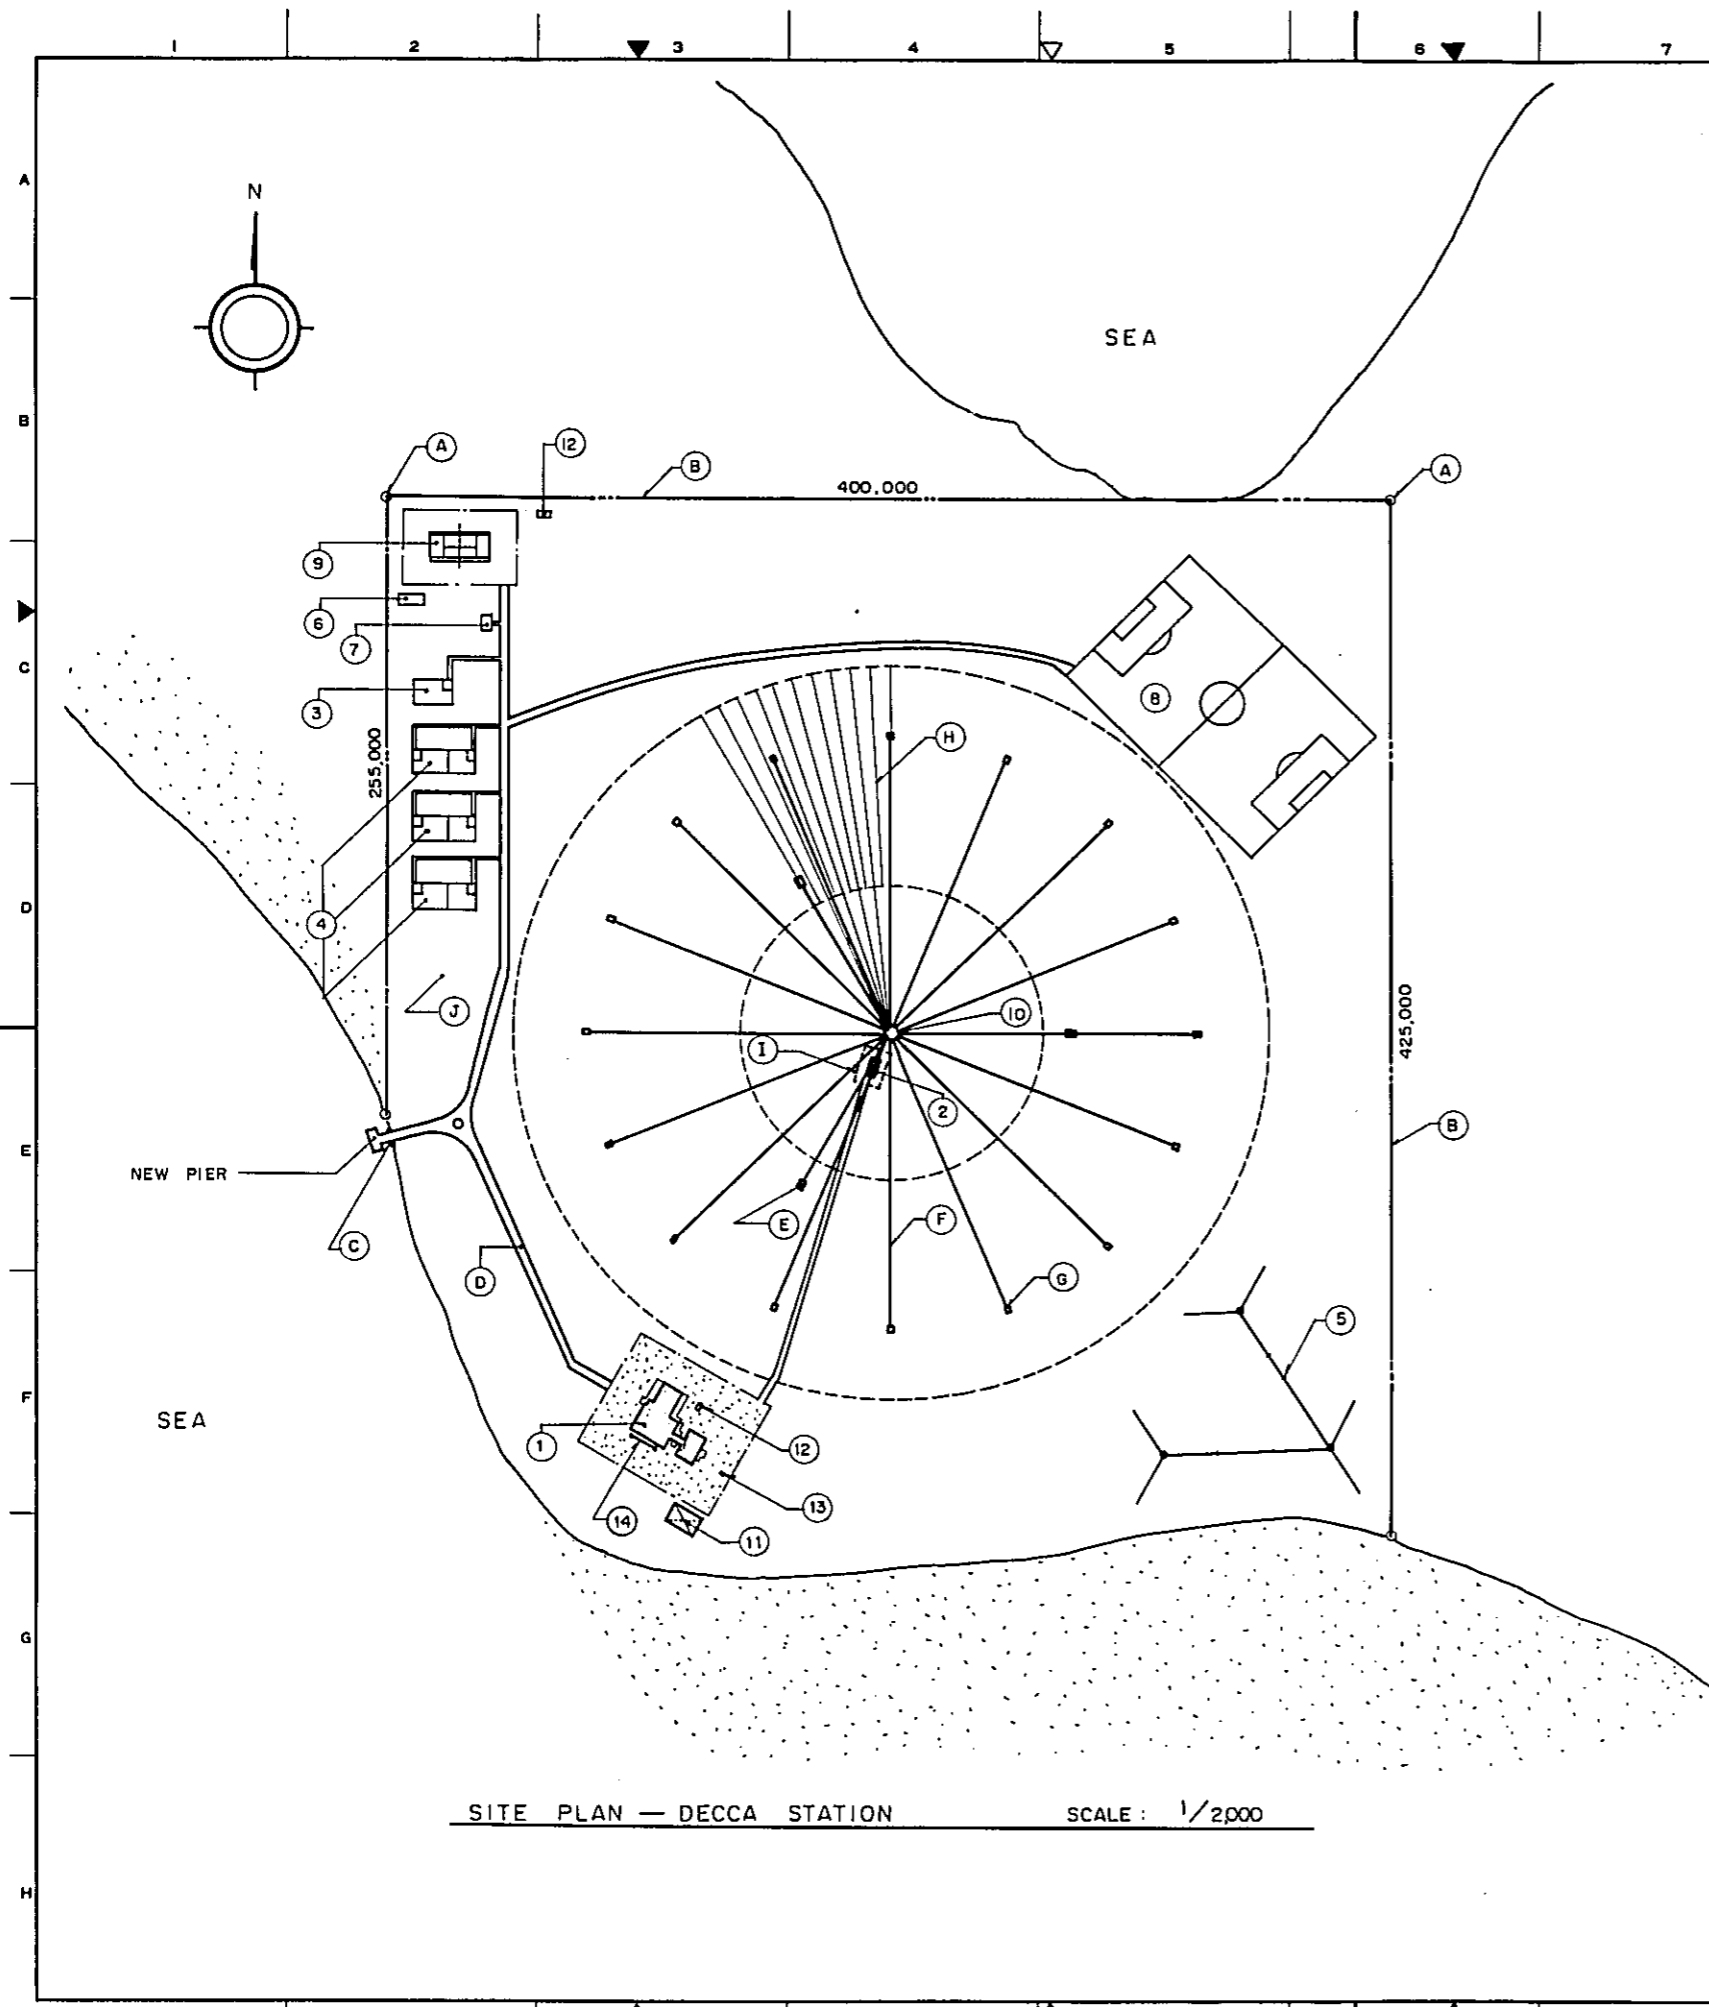 1 2 3 4 5 6 7
A
N
SEA
B
A 12 B 400,000 A
9
6
7
C
3
8
255,000
H
D
4
J
10
I
425,000
2
E
B
NEW PIER
E
F
C
D
G
5
F
SEA
1
12
13
14
11
G
SITE PLAN — DECCA STATION SCALE : 1/2,000
H